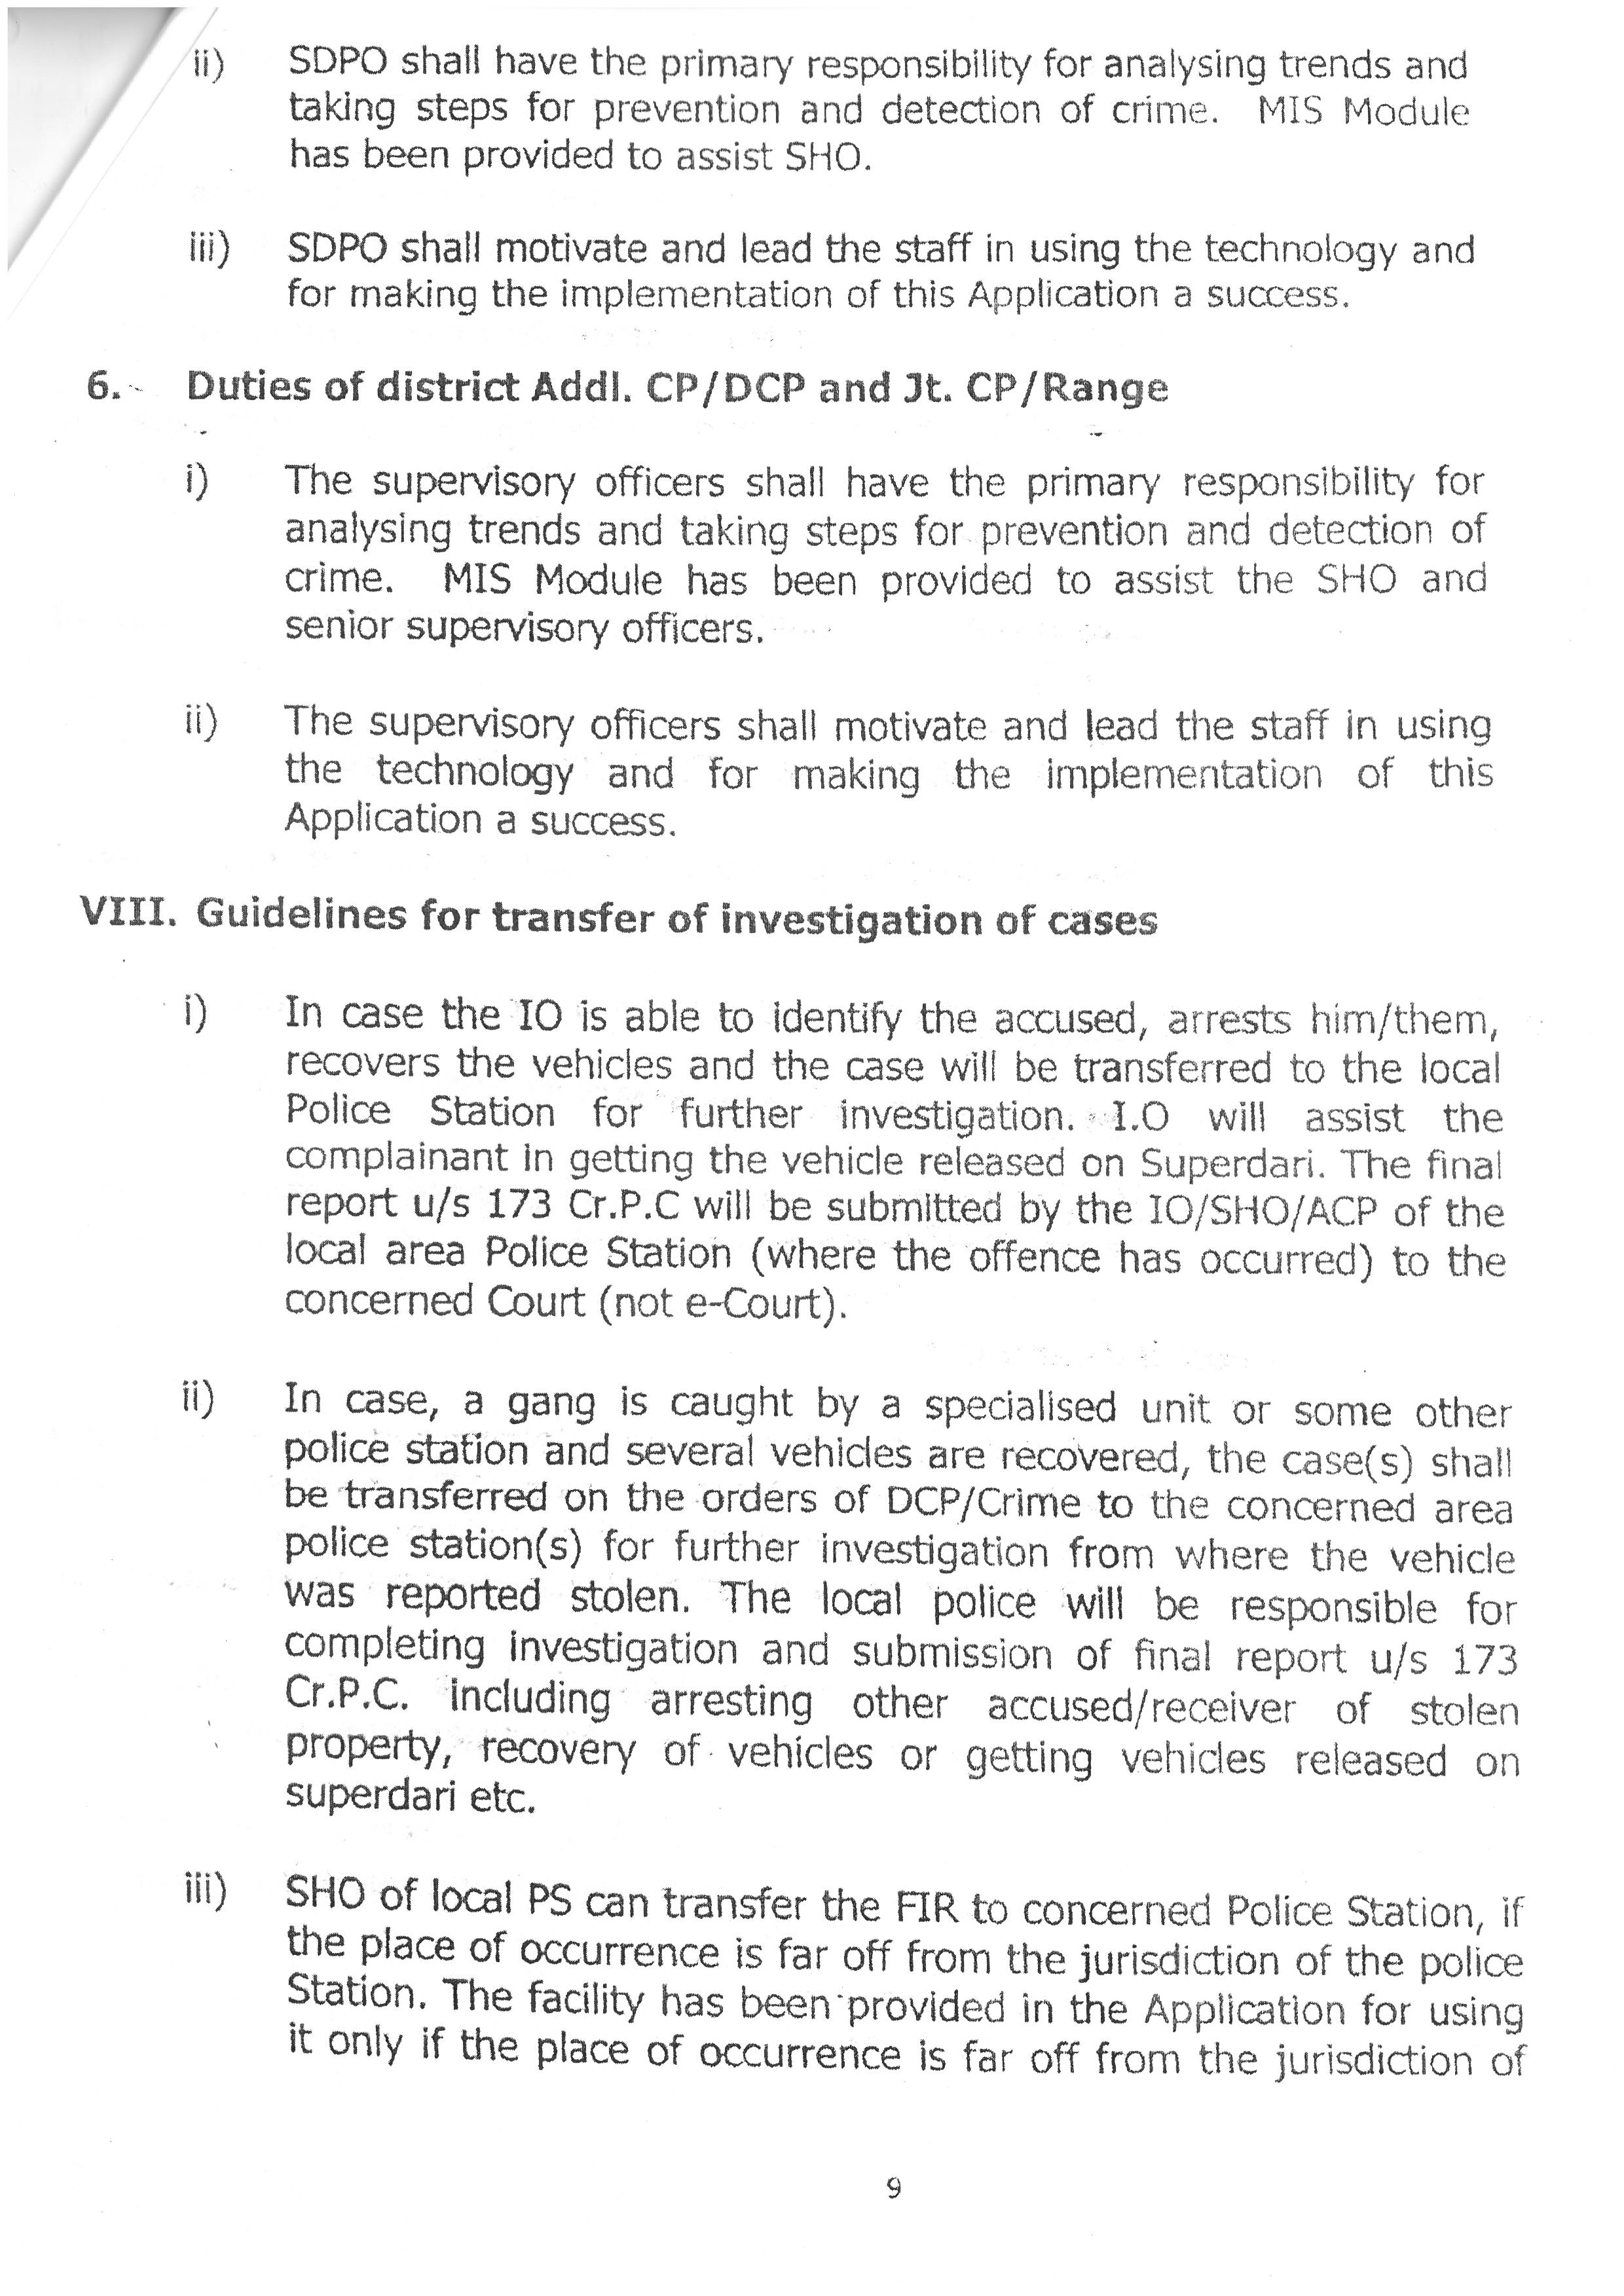 ii) SDPO shall have the primary responsibility for analysing trends and
taking steps for prevention and detection of crime. MIS Module
has been provided to assist SHO.
iii) SDPO shall motivate and lead the staff in using the technology and
for making the implementation of this Application a success.
6. Duties of district Addl. CP/DCP and Jt. CP/Range
i) The supervisory officers shall have the primary responsibility for
analysing trends and taking steps for prevention and detection of
crime. MIS Module has been provided to assist the SHO and
senior supervisory officers.
ii) The supervisory officers shall motivate and lead the staff in using
the technology and for making the implementation of this
Application a success.
VIII. Guidelines for transfer of investigation of cases
i) In case the IO is able to identify the accused, arrests him/them,
recovers the vehicles and the case will be transferred to the local
Police Station for further investigation. I.O will assist the
complainant in getting the vehicle released on Superdari. The final
report u/s 173 Cr.P.C will be submitted by the IO/SHO/ACP of the
local area Police Station (where the offence has occurred) to the
concerned Court (not e-Court).
ii) In case, a gang is caught by a specialised unit or some other
police station and several vehicles are recovered, the case(s) shall
be transferred on the orders of DCP/Crime to the concerned area
police station(s) for further investigation from where the vehicle
was reported stolen. The local police will be responsible for
completing investigation and submission of final report u/s 173
Cr.P.C. including arresting other accused/receiver of stolen
property, recovery of vehicles or getting vehicles released on
superdari etc.
iii) SHO of local PS can transfer the FIR to concerned Police Station, if
the place of occurrence is far off from the jurisdiction of the police
Station. The facility has been provided in the Application for using
it only if the place of occurrence is far off from the jurisdiction of
9